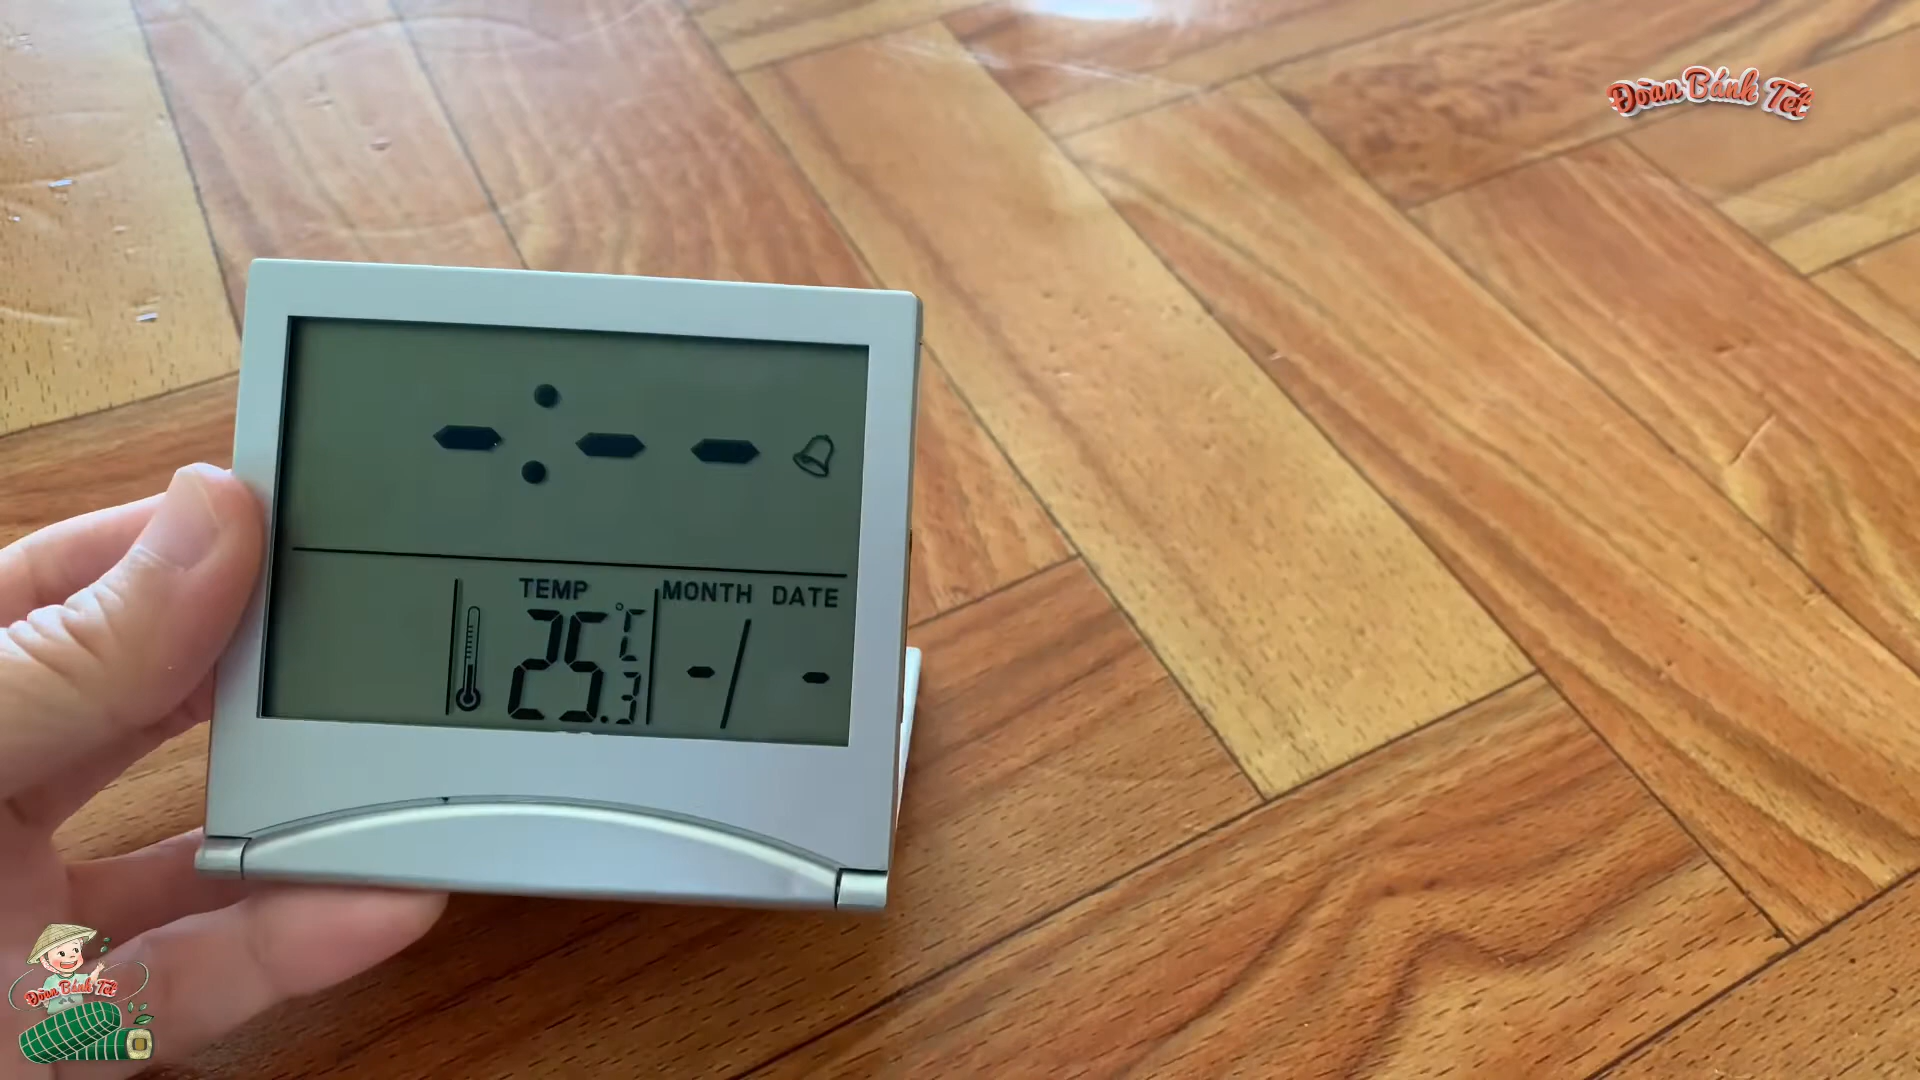 Đoàn Bánh Tét
-:--
TEMP MONTH DATE
25.3 °C - / -
Đoàn Bánh Tét